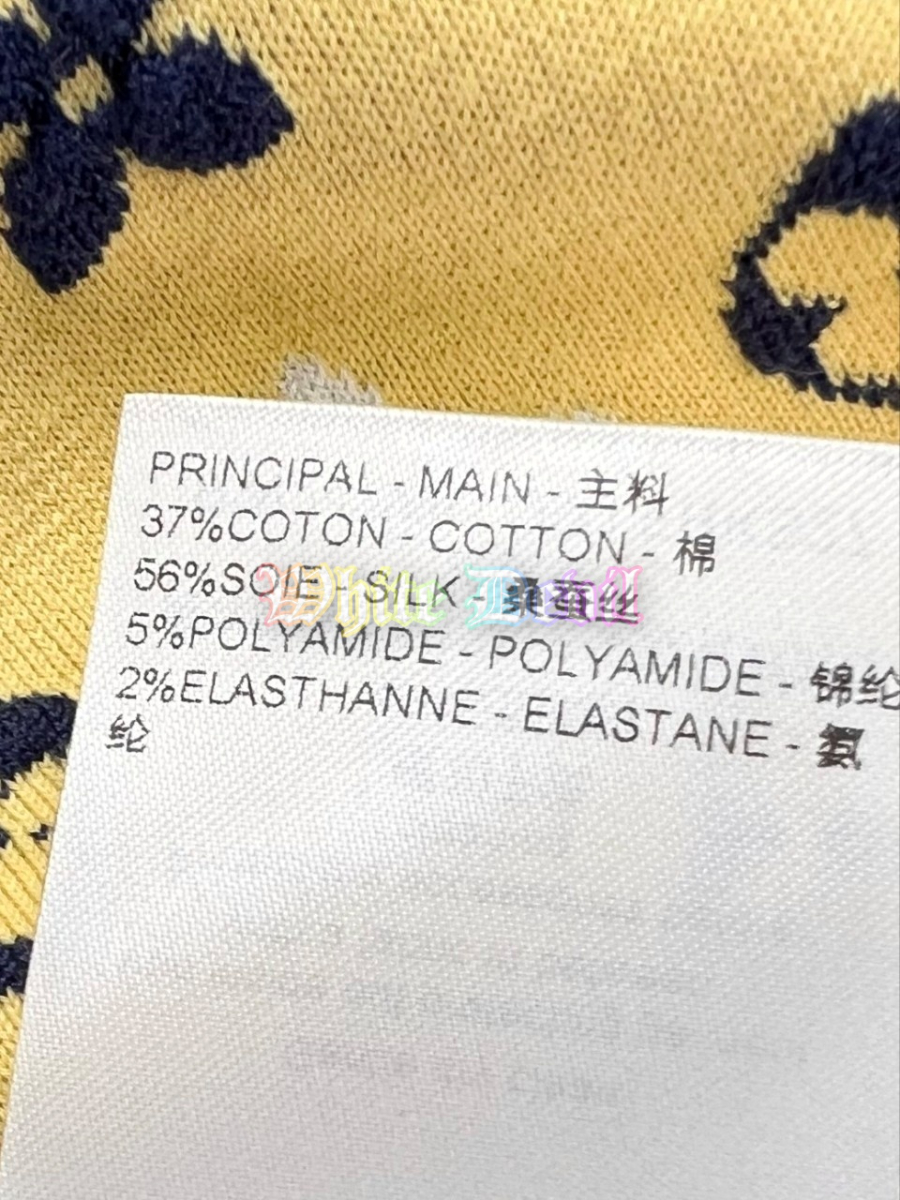 PRINCIPAL - MAIN - 主料
37%COTON - COTTON - 棉
56%SOIE - SILK - 桑蚕丝
5%POLYAMIDE - POLYAMIDE - 锦纶
2%ELASTHANNE - ELASTANE - 氨
纶